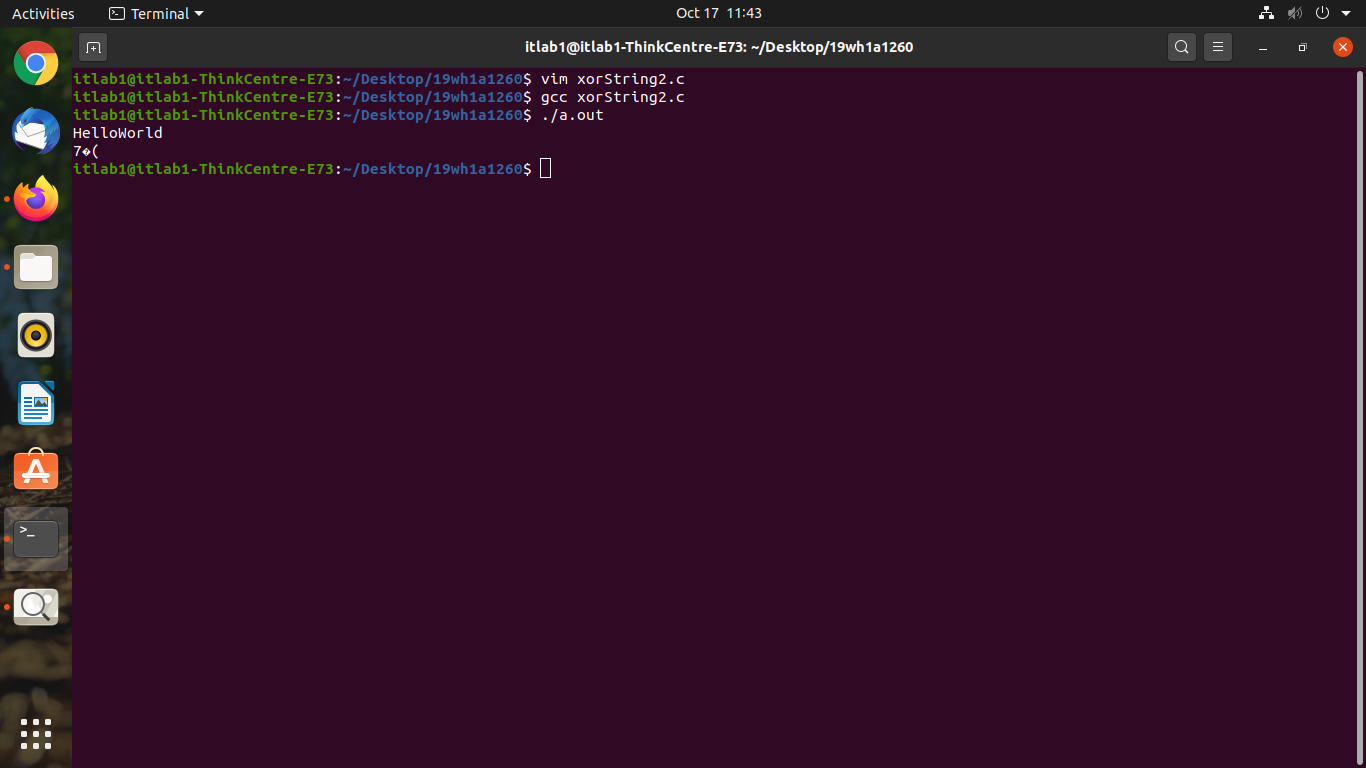 Activities
Terminal
Oct 17 11:43
itlab1@itlab1-ThinkCentre-E73: ~/Desktop/19wh1a1260
itlab1@itlab1-ThinkCentre-E73:~/Desktop/19wh1a1260$ vim xorString2.c
itlab1@itlab1-ThinkCentre-E73:~/Desktop/19wh1a1260$ gcc xorString2.c
itlab1@itlab1-ThinkCentre-E73:~/Desktop/19wh1a1260$ ./a.out
HelloWorld
7�(
itlab1@itlab1-ThinkCentre-E73:~/Desktop/19wh1a1260$